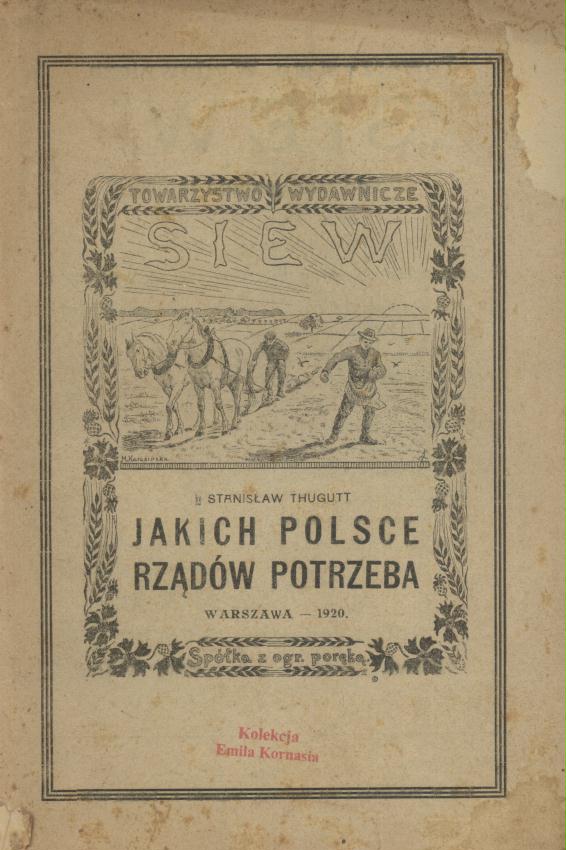 TOWARZYSTWO WYDAWNICZE
SIEW
STANISŁAW THUGUTT
JAKICH POLSCE
RZĄDÓW POTRZEBA
WARSZAWA — 1920.
Spółka z ogr. poręką
Kolekcja
Emila Kornasia